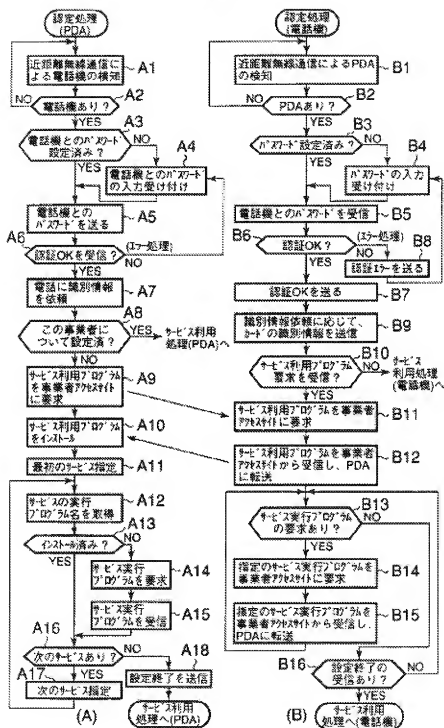 認定処理
(PDA)
近距離無線通信に
よる電話機の検知
A1
電話機あり？
A2
NO
YES
電話機とのパスワード
設定済み？
A3
NO
YES
電話機とのパスワード
の入力受け付け
A4
電話機との
パスワードを送る
A5
認証OKを受信？
A6
(エラー処理)
NO
YES
電話に識別情報
を依頼
A7
この事業者に
ついて設定済？
A8
YES
サービス利用
処理(PDA)へ
NO
サービス利用プログラム
を事業者アクセスサイト
に要求
A9
サービス利用プログラム
をインストール
A10
最初のサービス指定
A11
サービスの実行
プログラム名を取得
A12
インストール済み？
A13
NO
YES
サービス実行
プログラムを要求
A14
サービス実行
プログラムを受信
A15
次のサービスあり？
A16
NO
YES
次のサービス指定
A17
設定終了を送信
A18
サービス利用
処理へ(PDA)
(A)
認定処理
(電話機)
近距離無線通信によるPDA
の検知
B1
PDAあり？
B2
NO
YES
パスワード設定済み？
B3
NO
YES
パスワードの入力
受け付け
B4
電話機とのパスワードを受信
B5
認証OK？
B6
(エラー処理)
NO
YES
認証エラーを送る
B8
認証OKを送る
B7
識別情報依頼に応じて、
カードの識別情報を送信
B9
サービス利用プログラム
要求を受信？
B10
NO
サービス
利用処理
(電話機)へ
YES
サービス利用プログラムを事業者
アクセスサイトに要求
B11
サービス利用プログラムを事業者
アクセスサイトから受信し、PDA
に転送
B12
サービス実行プログラム
の要求あり？
B13
NO
YES
指定のサービス実行プログラムを
事業者アクセスサイトに要求
B14
指定のサービス実行プログラムを
事業者アクセスサイトから受信し、
PDAに転送
B15
設定終了の
受信あり？
B16
NO
YES
サービス利用
処理へ(電話機)
(B)